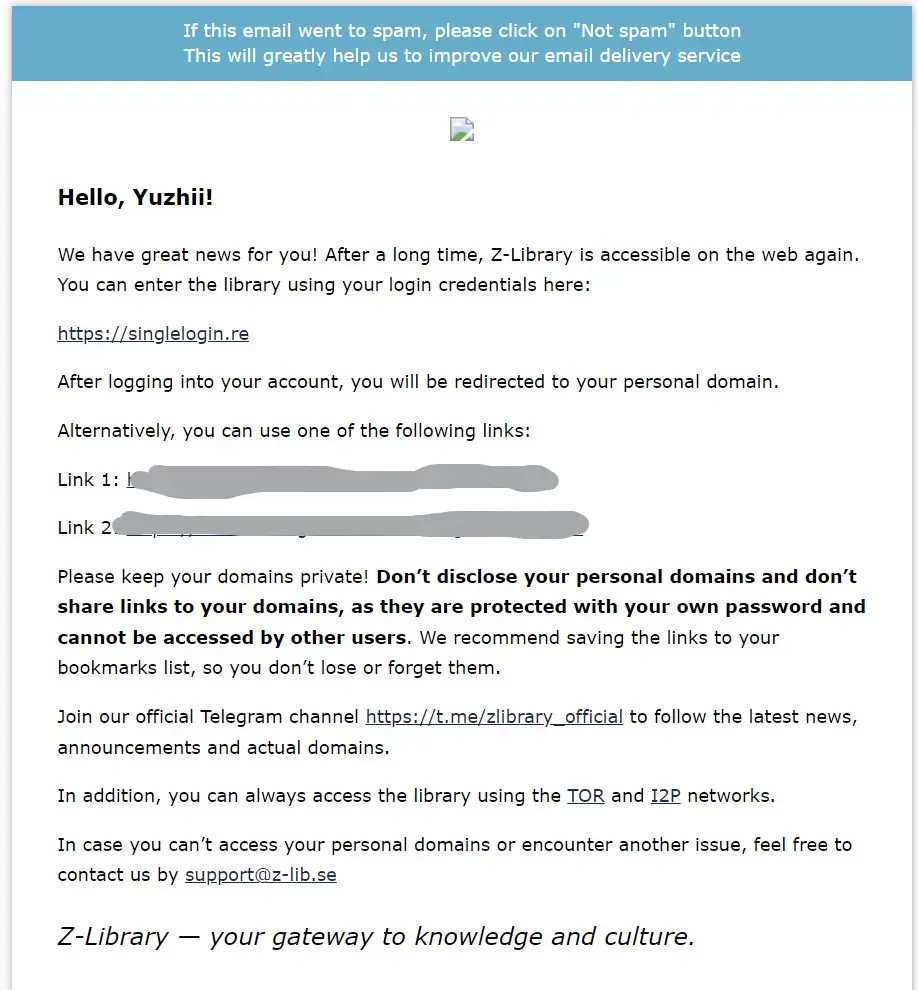 If this email went to spam, please click on "Not spam" button
This will greatly help us to improve our email delivery service
Hello, Yuzhii!
We have great news for you! After a long time, Z-Library is accessible on the web again.
You can enter the library using your login credentials here:
https://singlelogin.re
After logging into your account, you will be redirected to your personal domain.
Alternatively, you can use one of the following links:
Link 1:
Link 2:
Please keep your domains private! Don’t disclose your personal domains and don’t
share links to your domains, as they are protected with your own password and
cannot be accessed by other users. We recommend saving the links to your
bookmarks list, so you don’t lose or forget them.
Join our official Telegram channel https://t.me/zlibrary_official to follow the latest news,
announcements and actual domains.
In addition, you can always access the library using the TOR and I2P networks.
In case you can’t access your personal domains or encounter another issue, feel free to
contact us by support@z-lib.se
Z-Library — your gateway to knowledge and culture.